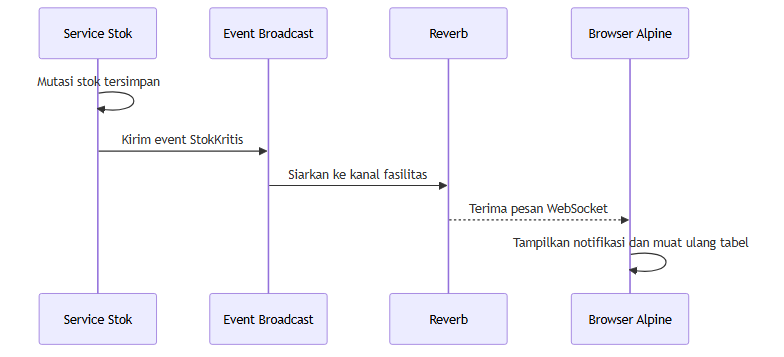 Service Stok
Event Broadcast
Reverb
Browser Alpine
Mutasi stok tersimpan
Kirim event StokKritis
Siarkan ke kanal fasilitas
Terima pesan WebSocket
Tampilkan notifikasi dan muat ulang tabel
Service Stok
Event Broadcast
Reverb
Browser Alpine